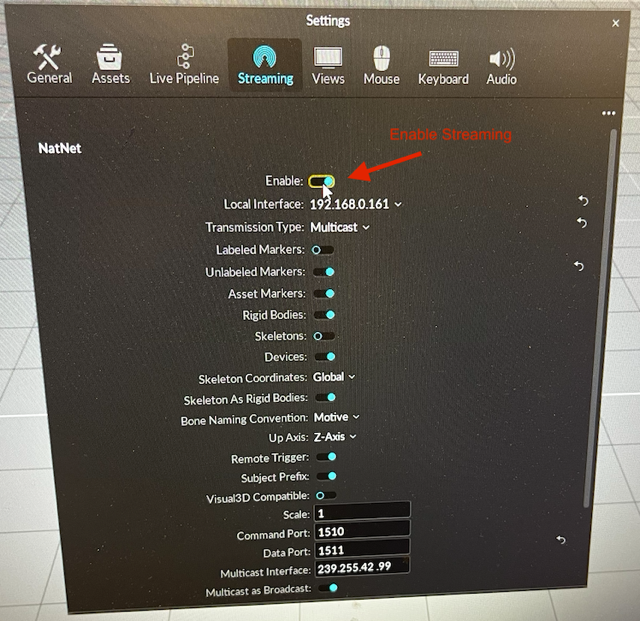 Settings
General Assets Live Pipeline Streaming Views Mouse Keyboard Audio
Enable Streaming
NatNet
Enable:
Local Interface: 192.168.0.161
Transmission Type: Multicast
Labeled Markers:
Unlabeled Markers:
Asset Markers:
Rigid Bodies:
Skeletons:
Devices:
Skeleton Coordinates: Global
Skeleton As Rigid Bodies:
Bone Naming Convention: Motive
Up Axis: Z-Axis
Remote Trigger:
Subject Prefix:
Visual3D Compatible:
Scale: 1
Command Port: 1510
Data Port: 1511
Multicast Interface: 239.255.42 .99
Multicast as Broadcast: